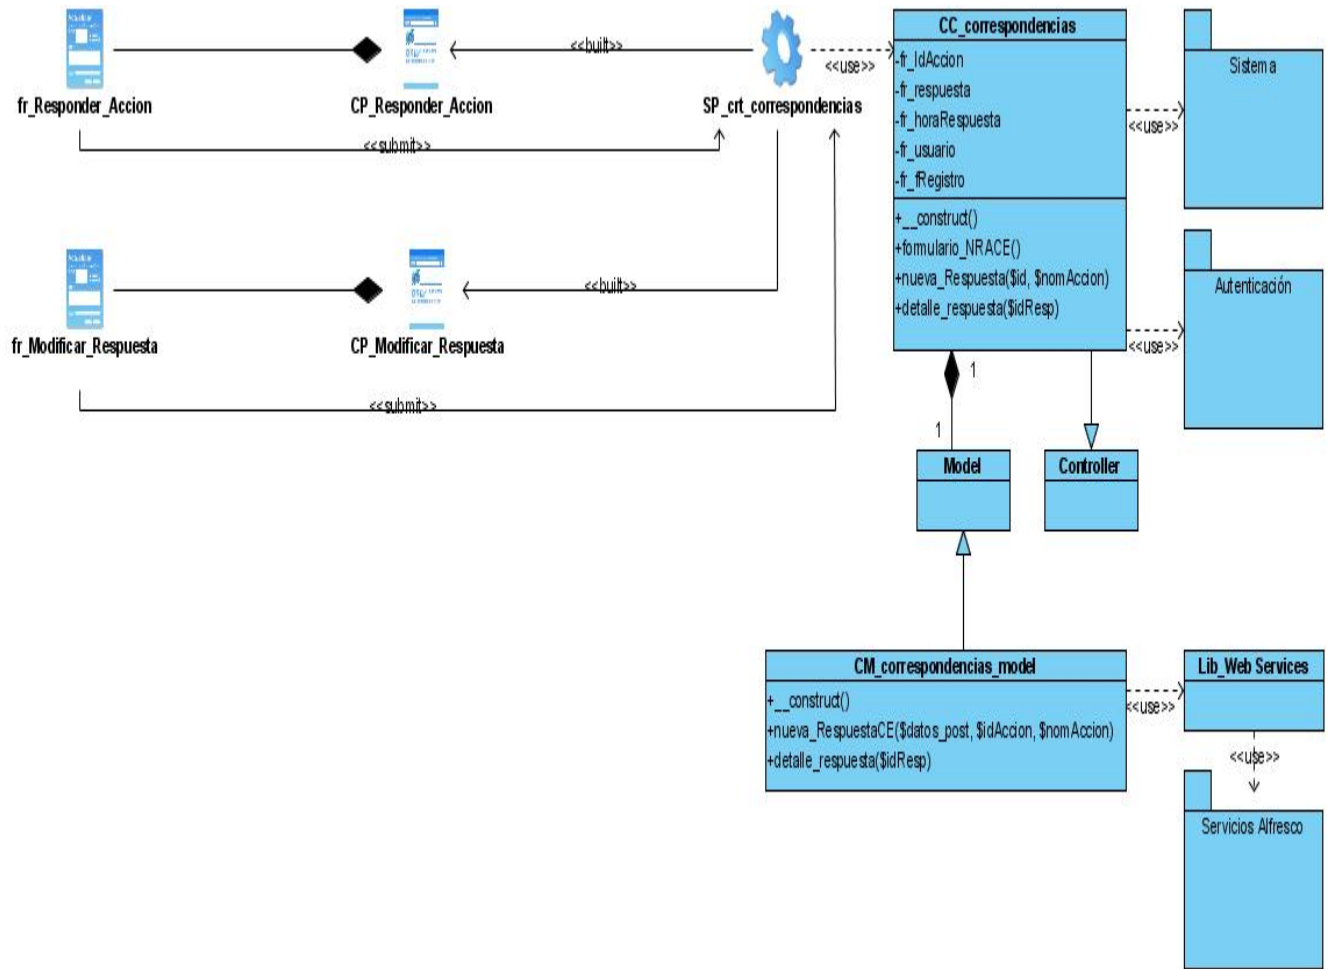 fr_Responder_Accion
<<submit>>
CP_Responder_Accion
<<built>>
SP_crt_correspondencias
<<use>>
CC_correspondencias
-fr_IdAccion
-fr_respuesta
-fr_horaRespuesta
-fr_usuario
-fr_fRegistro
+__construct()
+formulario_NRACE()
+nueva_Respuesta($id, $nomAccion)
+detalle_respuesta($idResp)
<<use>>
Sistema
<<use>>
Autenticación
fr_Modificar_Respuesta
<<submit>>
CP_Modificar_Respuesta
<<built>>
1
1
Model
Controller
CM_correspondencias_model
+__construct()
+nueva_RespuestaCE($datos_post, $idAccion, $nomAccion)
+detalle_respuesta($idResp)
<<use>>
Lib_Web Services
<<use>>
Servicios Alfresco